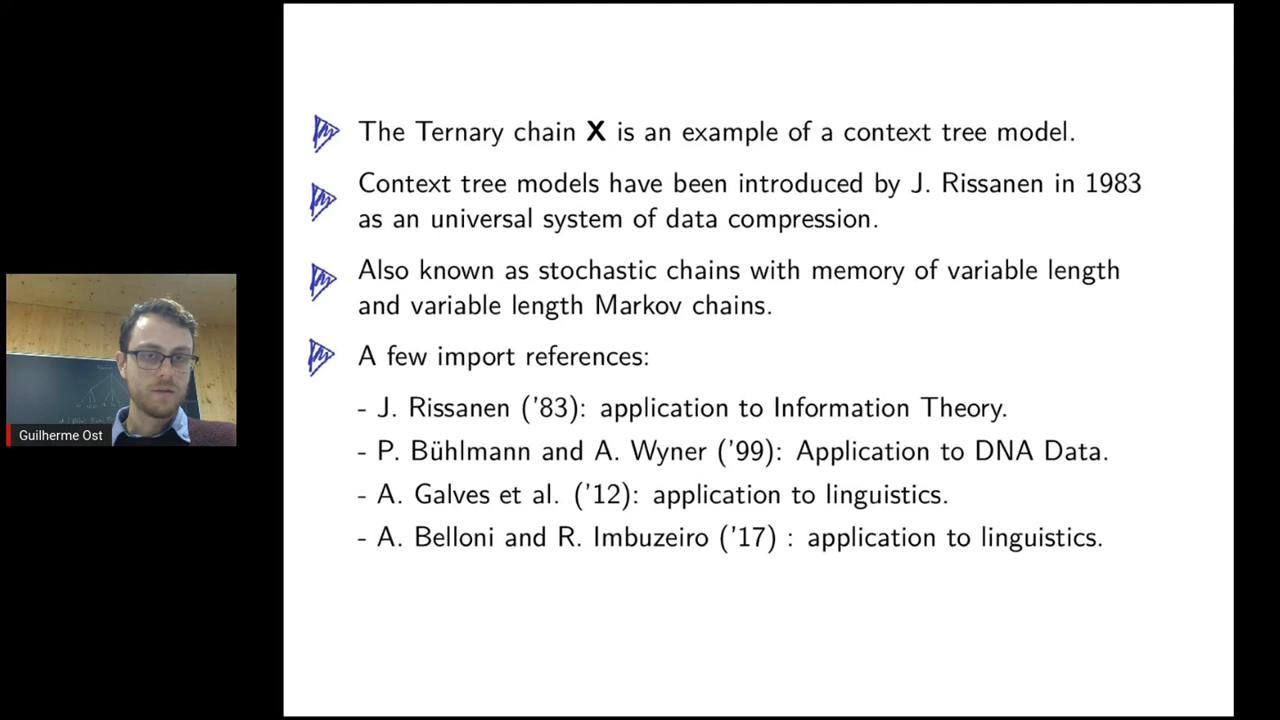 The Ternary chain X is an example of a context tree model.
Context tree models have been introduced by J. Rissanen in 1983
as an universal system of data compression.
Also known as stochastic chains with memory of variable length
and variable length Markov chains.
A few import references:
- J. Rissanen ('83): application to Information Theory.
- P. Bühlmann and A. Wyner ('99): Application to DNA Data.
- A. Galves et al. ('12): application to linguistics.
- A. Belloni and R. Imbuzeiro ('17) : application to linguistics.
Guilherme Ost